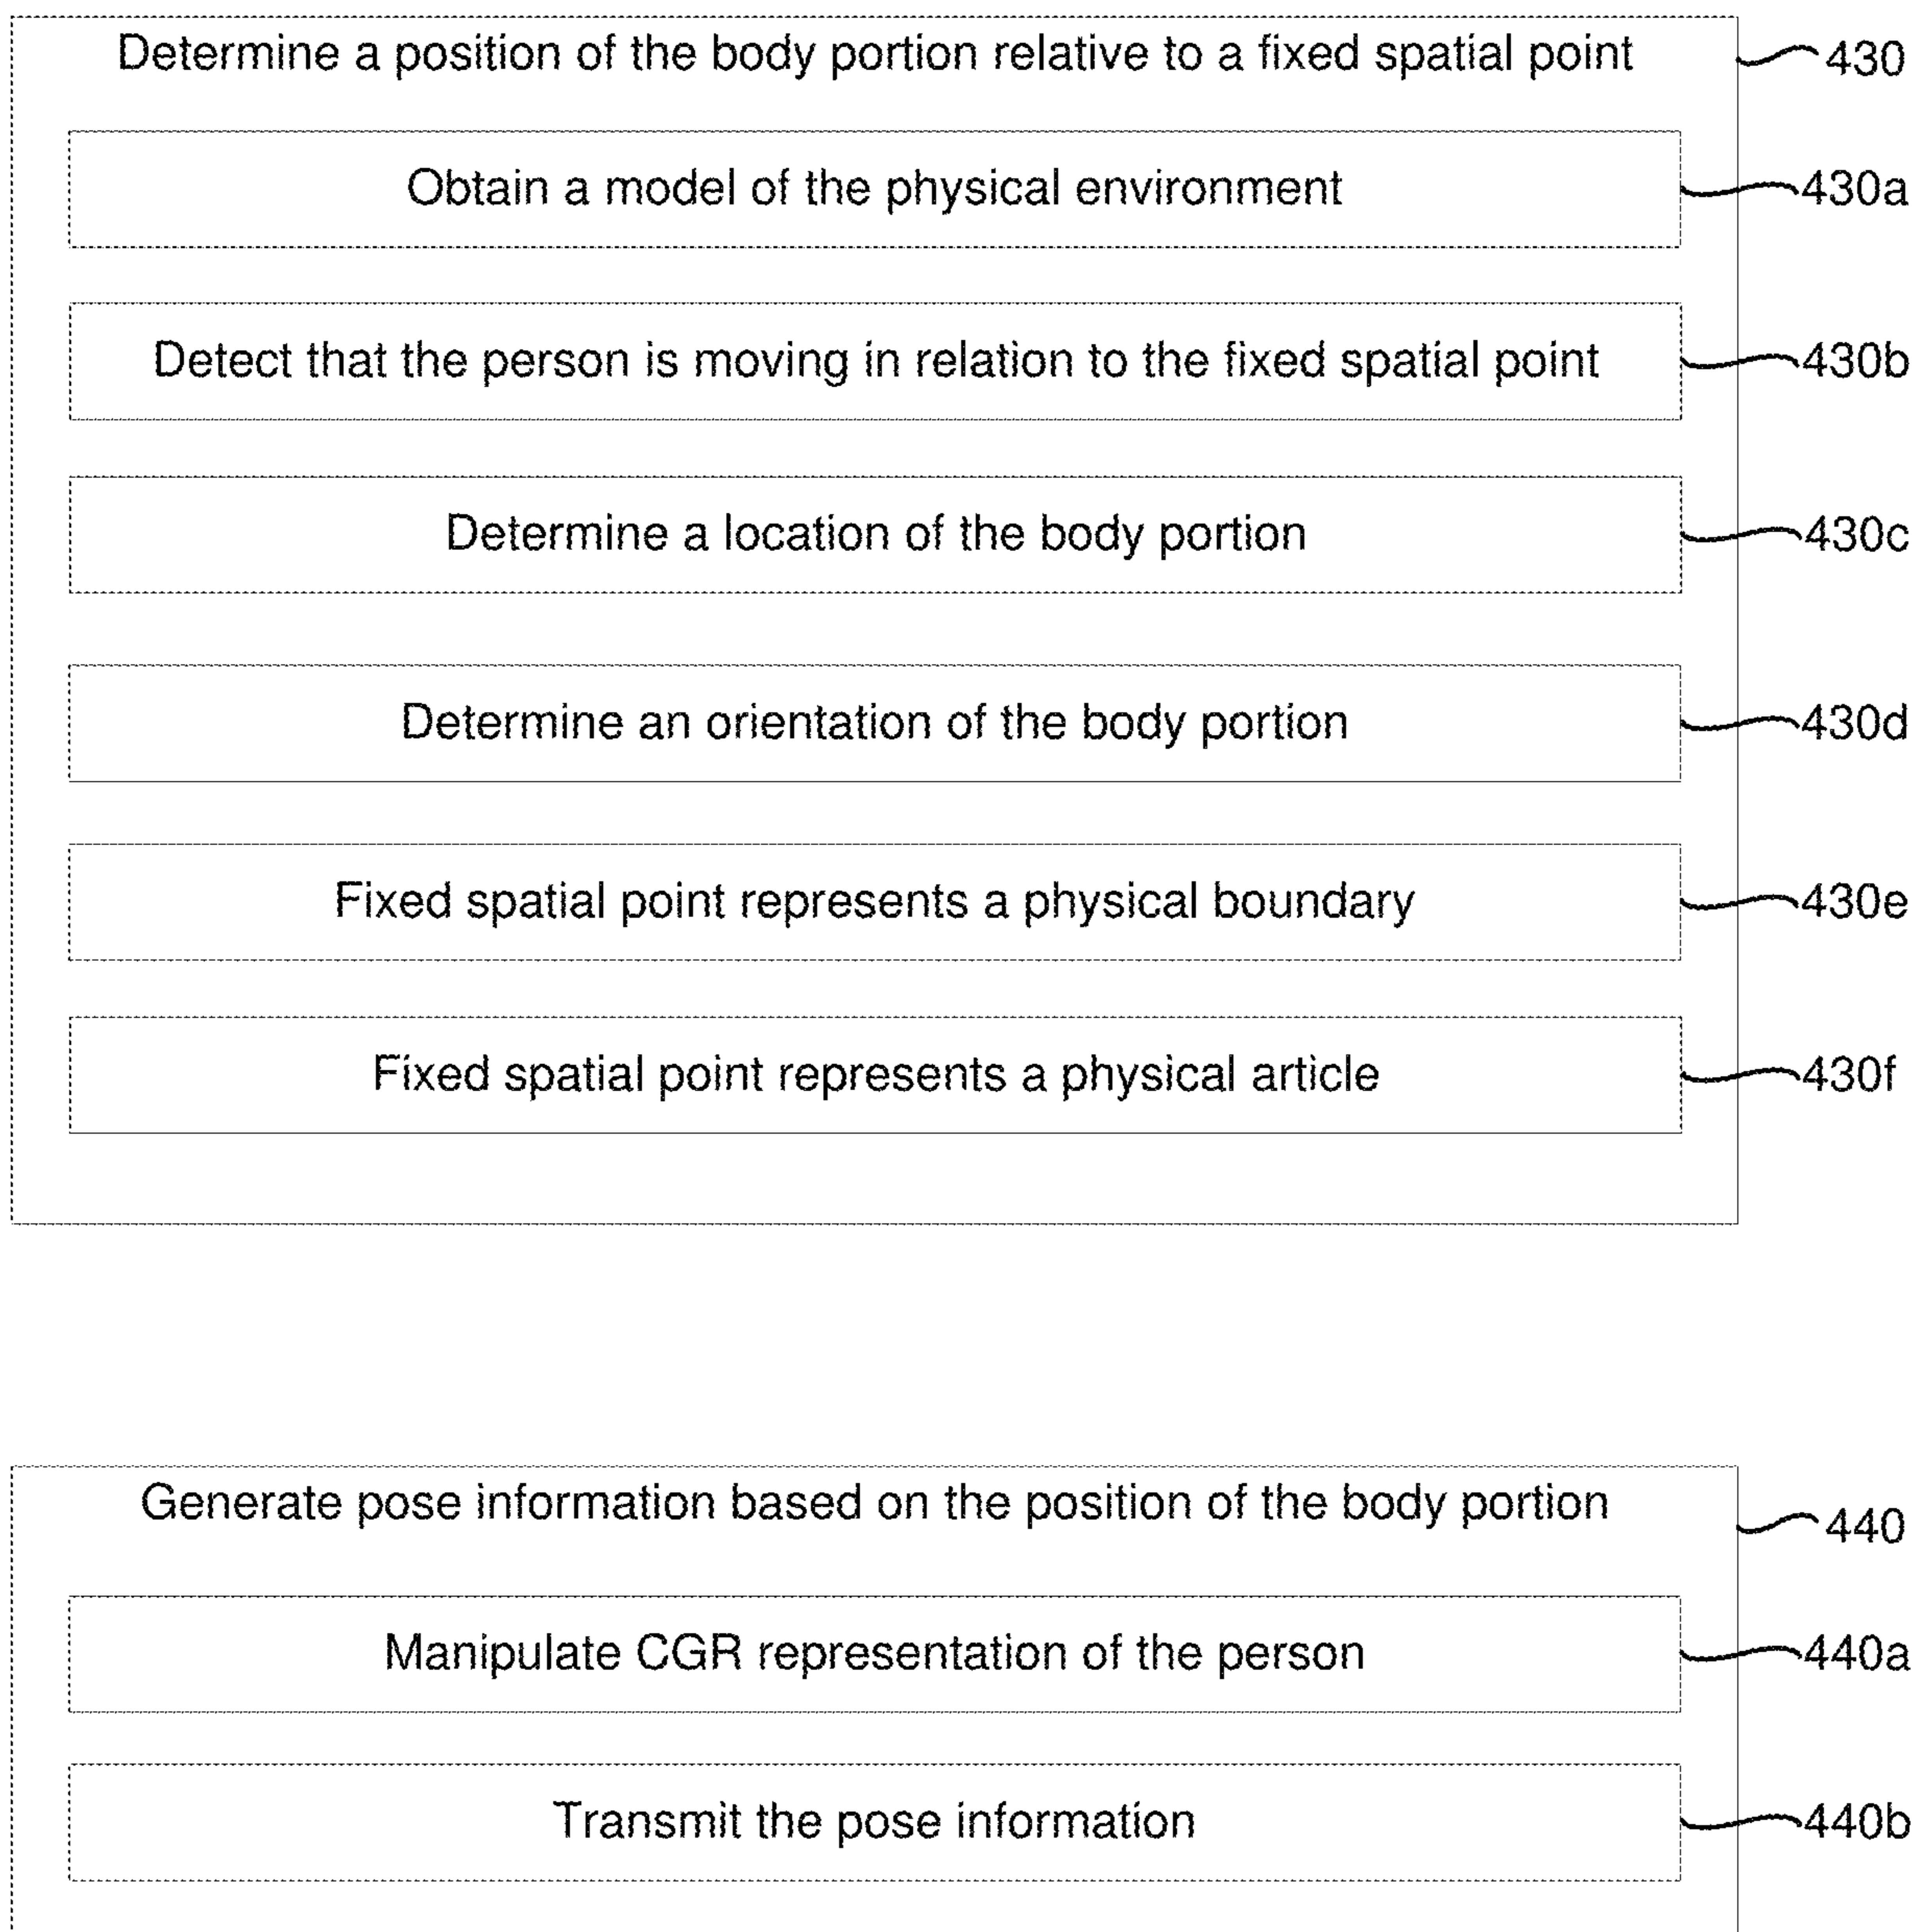 Determine a position of the body portion relative to a fixed spatial point 430
Obtain a model of the physical environment 430a
Detect that the person is moving in relation to the fixed spatial point 430b
Determine a location of the body portion 430c
Determine an orientation of the body portion 430d
Fixed spatial point represents a physical boundary 430e
Fixed spatial point represents a physical article 430f
Generate pose information based on the position of the body portion 440
Manipulate CGR representation of the person 440a
Transmit the pose information 440b